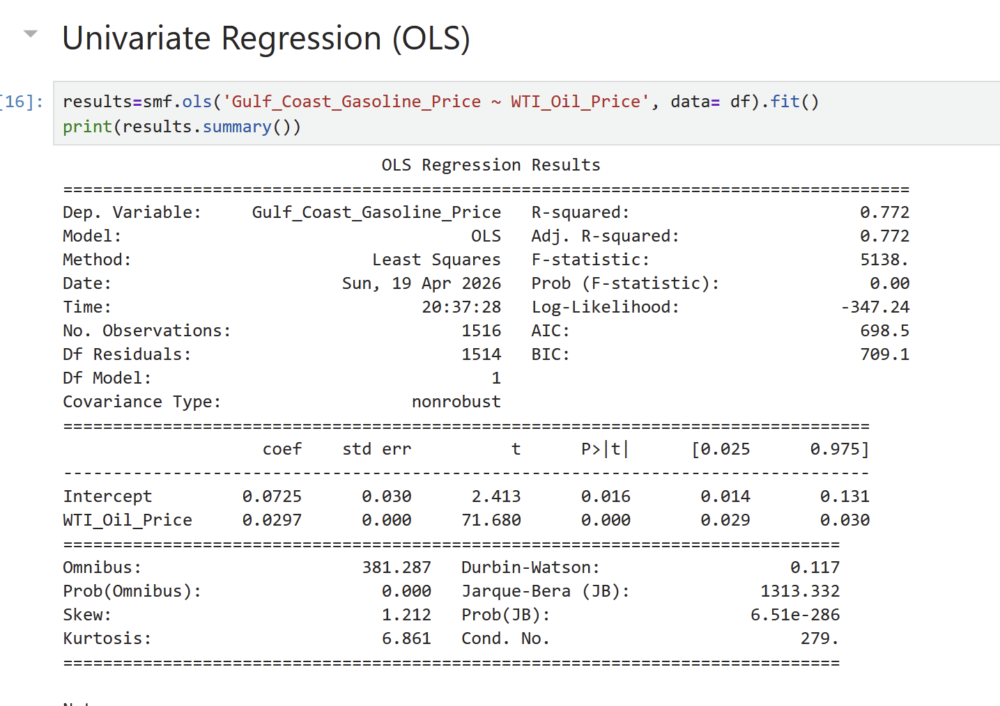 Univariate Regression (OLS)
[16]: results=smf.ols('Gulf_Coast_Gasoline_Price ~ WTI_Oil_Price', data= df).fit()
print(results.summary())
OLS Regression Results
==============================================================================
Dep. Variable: Gulf_Coast_Gasoline_Price R-squared: 0.772
Model: OLS Adj. R-squared: 0.772
Method: Least Squares F-statistic: 5138.
Date: Sun, 19 Apr 2026 Prob (F-statistic): 0.00
Time: 20:37:28 Log-Likelihood: -347.24
No. Observations: 1516 AIC: 698.5
Df Residuals: 1514 BIC: 709.1
Df Model: 1
Covariance Type: nonrobust
==============================================================================
coef std err t P>|t| [0.025 0.975]
------------------------------------------------------------------------------
Intercept 0.0725 0.030 2.413 0.016 0.014 0.131
WTI_Oil_Price 0.0297 0.000 71.680 0.000 0.029 0.030
==============================================================================
Omnibus: 381.287 Durbin-Watson: 0.117
Prob(Omnibus): 0.000 Jarque-Bera (JB): 1313.332
Skew: 1.212 Prob(JB): 6.51e-286
Kurtosis: 6.861 Cond. No. 279.
==============================================================================